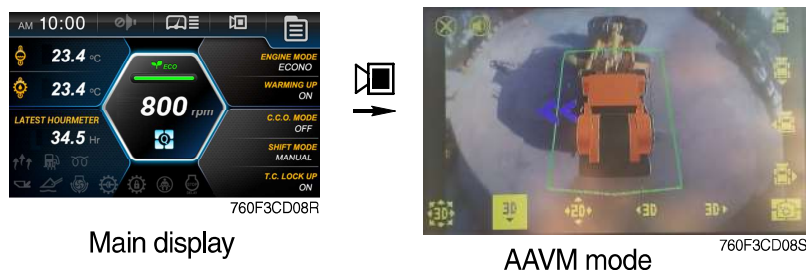 AM 10:00
23.4 °C
23.4 °C
LATEST HOURMETER
34.5 Hr
ECO
800 rpm
Q
ENGINE MODE
ECONO
WARMING UP
ON
C.C.O. MODE
OFF
SHIFT MODE
MANUAL
T.C. LOCK UP
ON
760F3CD08R
Main display
3D
3D
2D
3D
3D
760F3CD08S
AAVM mode